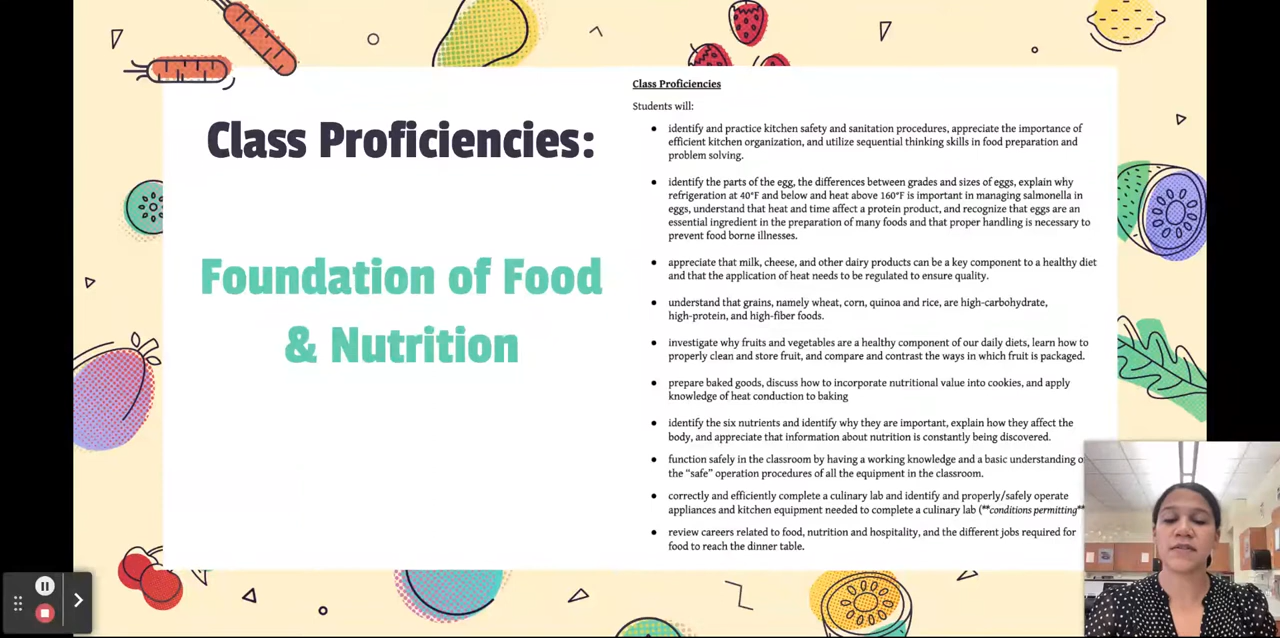 Class Proficiencies:
Foundation of Food
& Nutrition
Class Proficiencies
Students will:
• identify and practice kitchen safety and sanitation procedures, appreciate the importance of
efficient kitchen organization, and utilize sequential thinking skills in food preparation and
problem solving.
• identify the parts of the egg, the differences between grades and sizes of eggs, explain why
refrigeration at 40°F and below and heat above 160°F is important in managing salmonella in
eggs, understand that heat and time affect a protein product, and recognize that eggs are an
essential ingredient in the preparation of many foods and that proper handling is necessary to
prevent food borne illnesses.
• appreciate that milk, cheese, and other dairy products can be a key component to a healthy diet
and that the application of heat needs to be regulated to ensure quality.
• understand that grains, namely wheat, corn, quinoa and rice, are high-carbohydrate,
high-protein, and high-fiber foods.
• investigate why fruits and vegetables are a healthy component of our daily diets, learn how to
properly clean and store fruit, and compare and contrast the ways in which fruit is packaged.
• prepare baked goods, discuss how to incorporate nutritional value into cookies, and apply
knowledge of heat conduction to baking
• identify the six nutrients and identify why they are important, explain how they affect the
body, and appreciate that information about nutrition is constantly being discovered.
• function safely in the classroom by having a working knowledge and a basic understanding
the “safe” operation procedures of all the equipment in the classroom.
• correctly and efficiently complete a culinary lab and identify and properly/safely operate
appliances and kitchen equipment needed to complete a culinary lab (**conditions permitting**
• review careers related to food, nutrition and hospitality, and the different jobs required for
food to reach the dinner table.